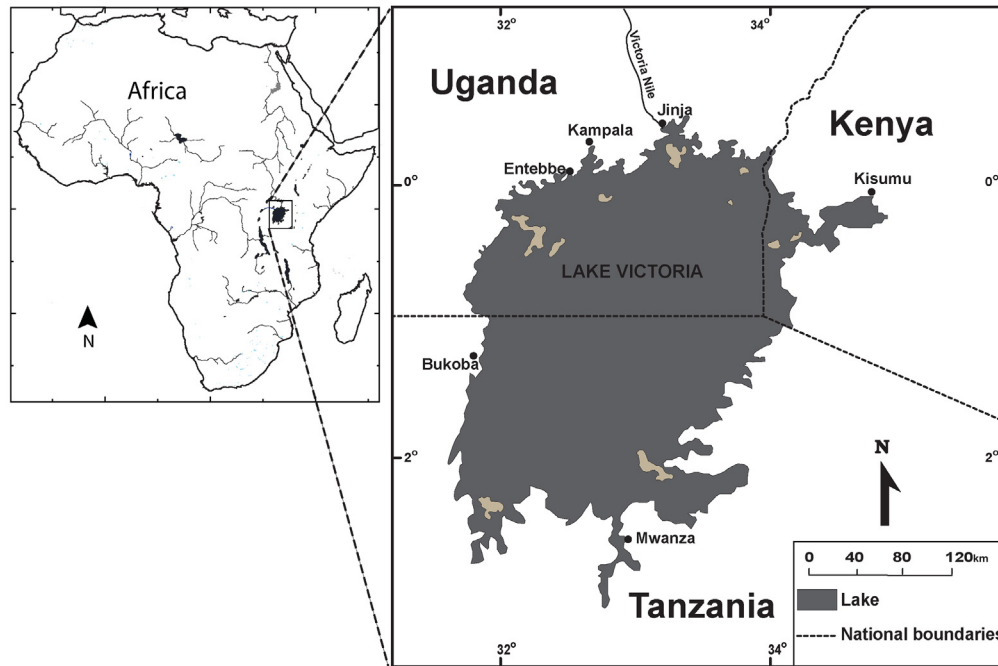 Africa
N
32°
34°
Uganda
Victoria Nile
Jinja
Kampala
Kenya
Entebbe
Kisumu
0°
0°
LAKE VICTORIA
Bukoba
2°
2°
N
Mwanza
Tanzania
0 40 80 120km
Lake
National boundaries
32°
34°